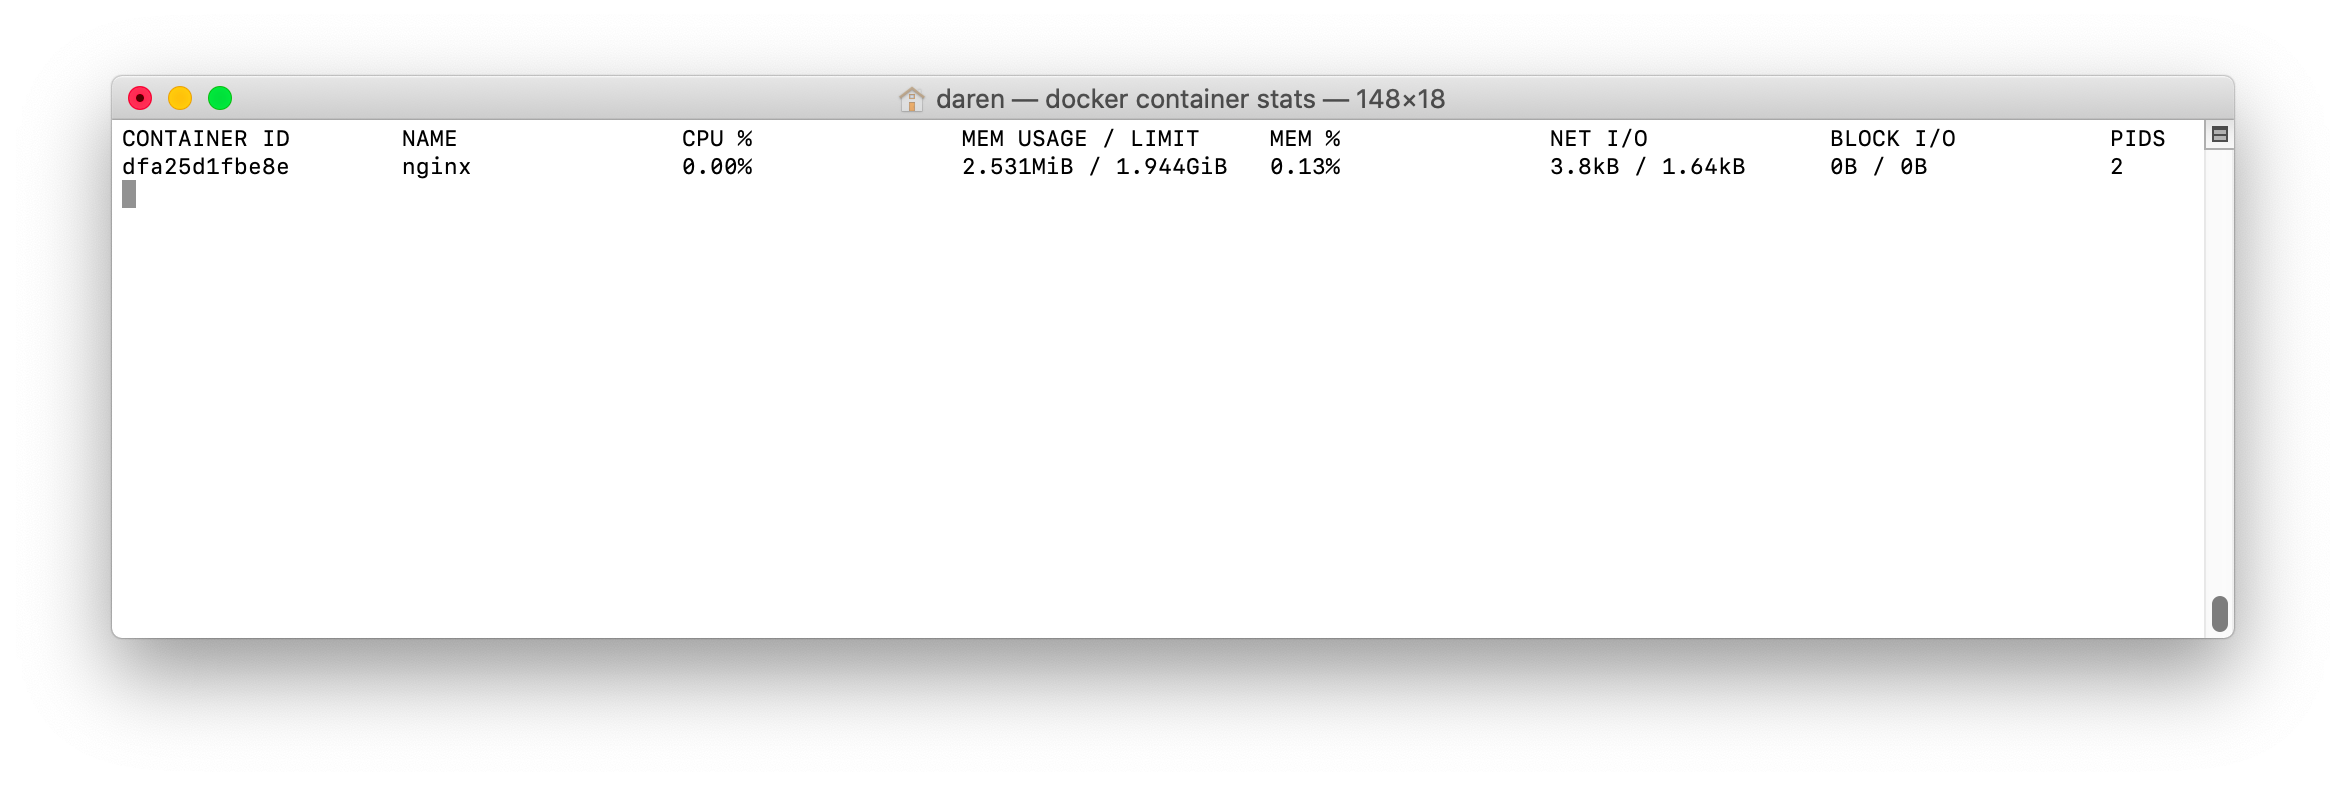 daren — docker container stats — 148×18
CONTAINER ID NAME CPU % MEM USAGE / LIMIT MEM % NET I/O BLOCK I/O PIDS
dfa25d1fbe8e nginx 0.00% 2.531MiB / 1.944GiB 0.13% 3.8kB / 1.64kB 0B / 0B 2